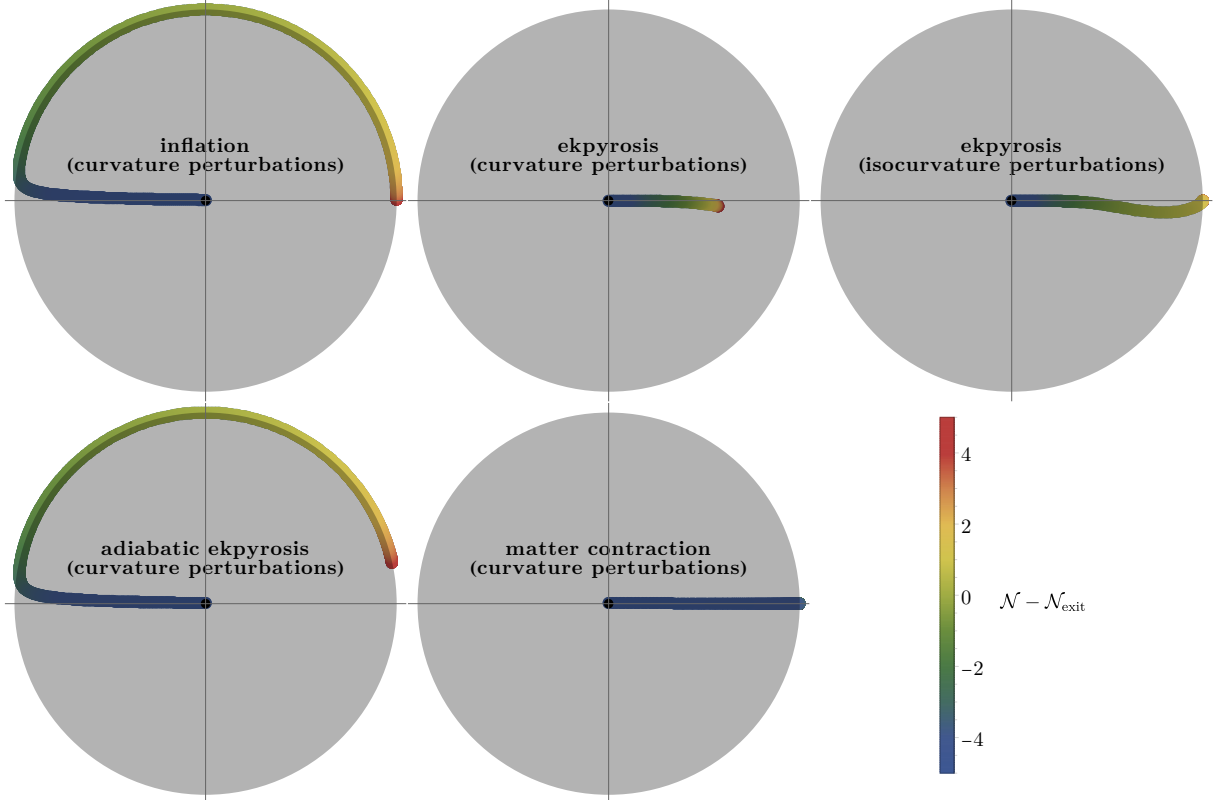 inflation
(curvature perturbations)
ekpyrosis
(curvature perturbations)
ekpyrosis
(isocurvature perturbations)
adiabatic ekpyrosis
(curvature perturbations)
matter contraction
(curvature perturbations)
4
2
0
−2
−4
𝒩 − 𝒩exit